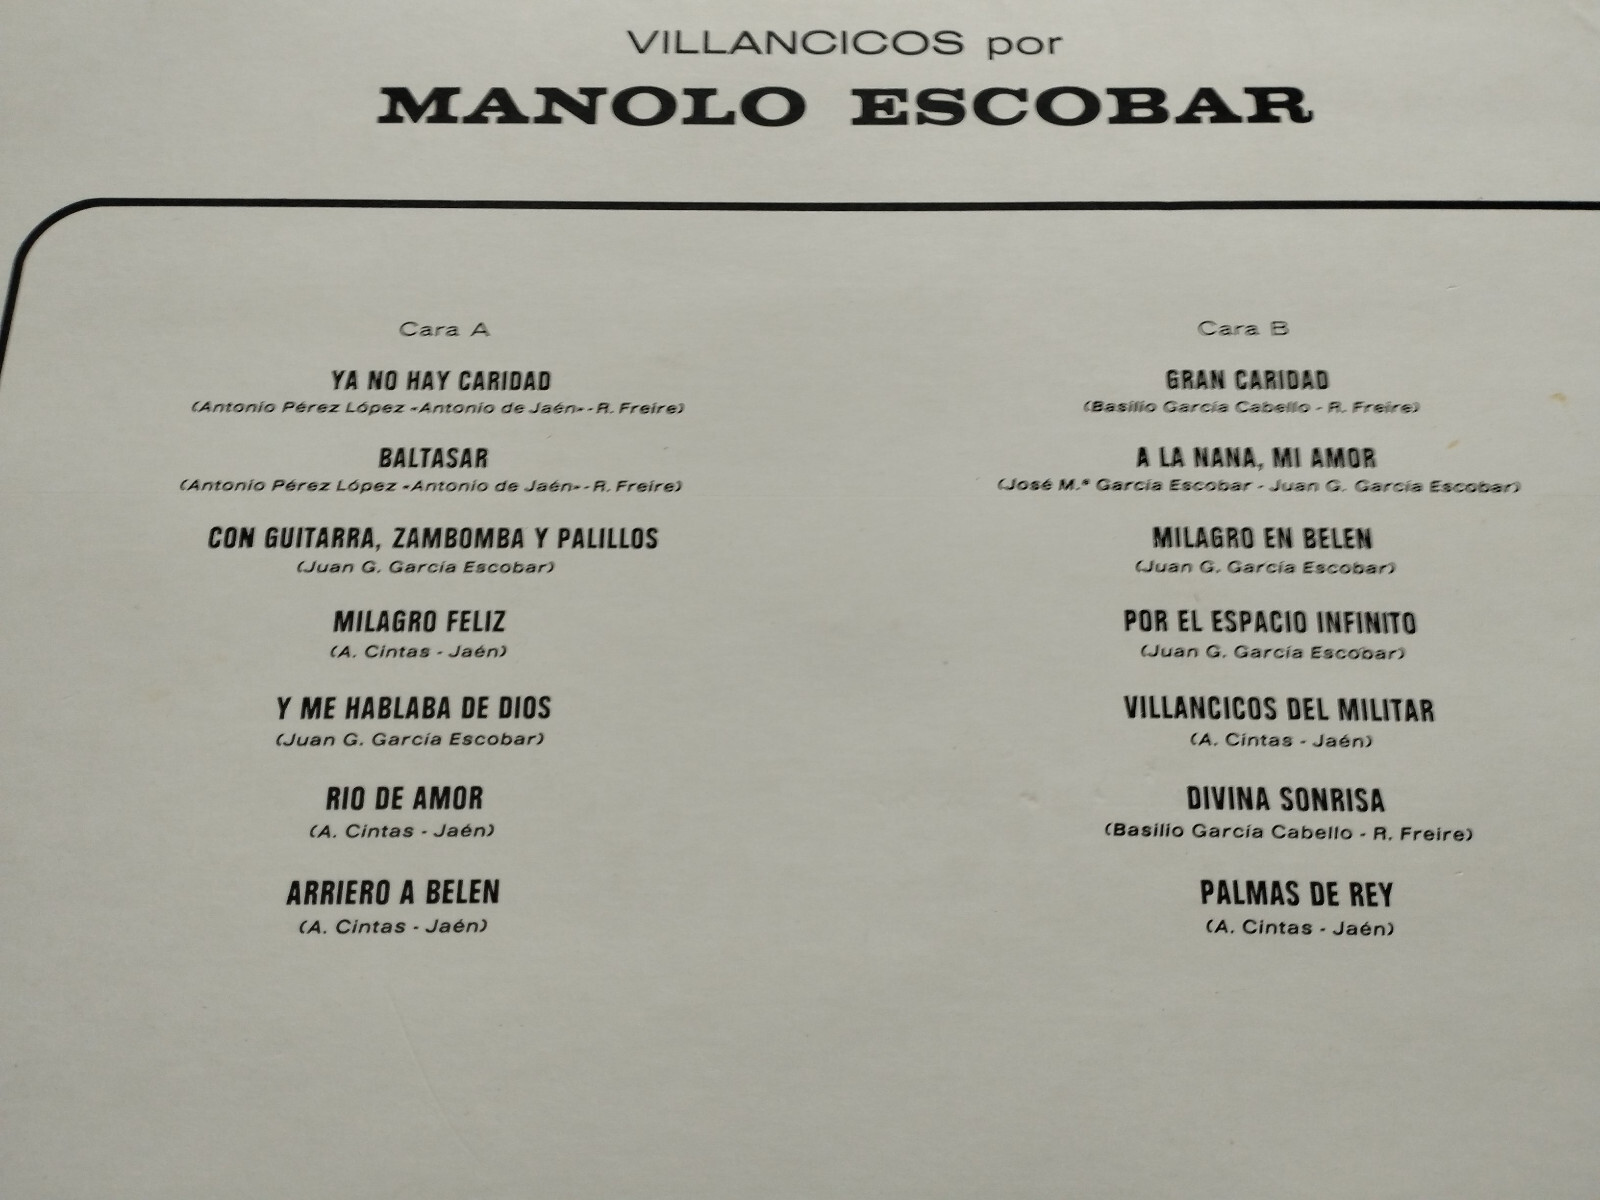 VILLANCICOS por
MANOLO ESCOBAR
Cara A
YA NO HAY CARIDAD
(Antonio Pérez López «Antonio de Jaén» - R. Freire)
BALTASAR
(Antonio Pérez López «Antonio de Jaén» - R. Freire)
CON GUITARRA, ZAMBOMBA Y PALILLOS
(Juan G. García Escobar)
MILAGRO FELIZ
(A. Cintas - Jaén)
Y ME HABLABA DE DIOS
(Juan G. García Escobar)
RIO DE AMOR
(A. Cintas - Jaén)
ARRIERO A BELEN
(A. Cintas - Jaén)
Cara B
GRAN CARIDAD
(Basilio García Cabello - R. Freire)
A LA NANA, MI AMOR
(José M.ª García Escobar - Juan G. García Escobar)
MILAGRO EN BELEN
(Juan G. García Escobar)
POR EL ESPACIO INFINITO
(Juan G. García Escobar)
VILLANCICOS DEL MILITAR
(A. Cintas - Jaén)
DIVINA SONRISA
(Basilio García Cabello - R. Freire)
PALMAS DE REY
(A. Cintas - Jaén)